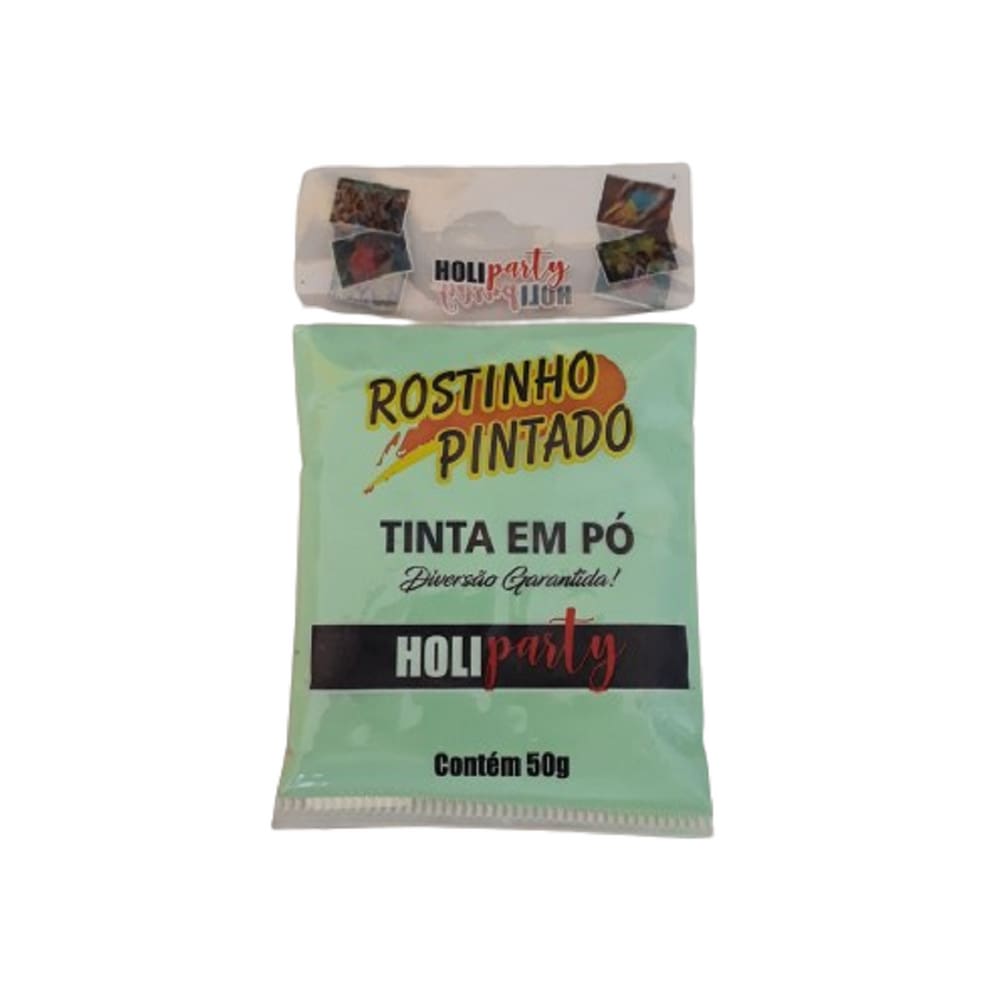 HOLIparty
HOLIparty
ROSTINHO
PINTADO
TINTA EM PÓ
Diversão Garantida!
HOLIparty
Contém 50g